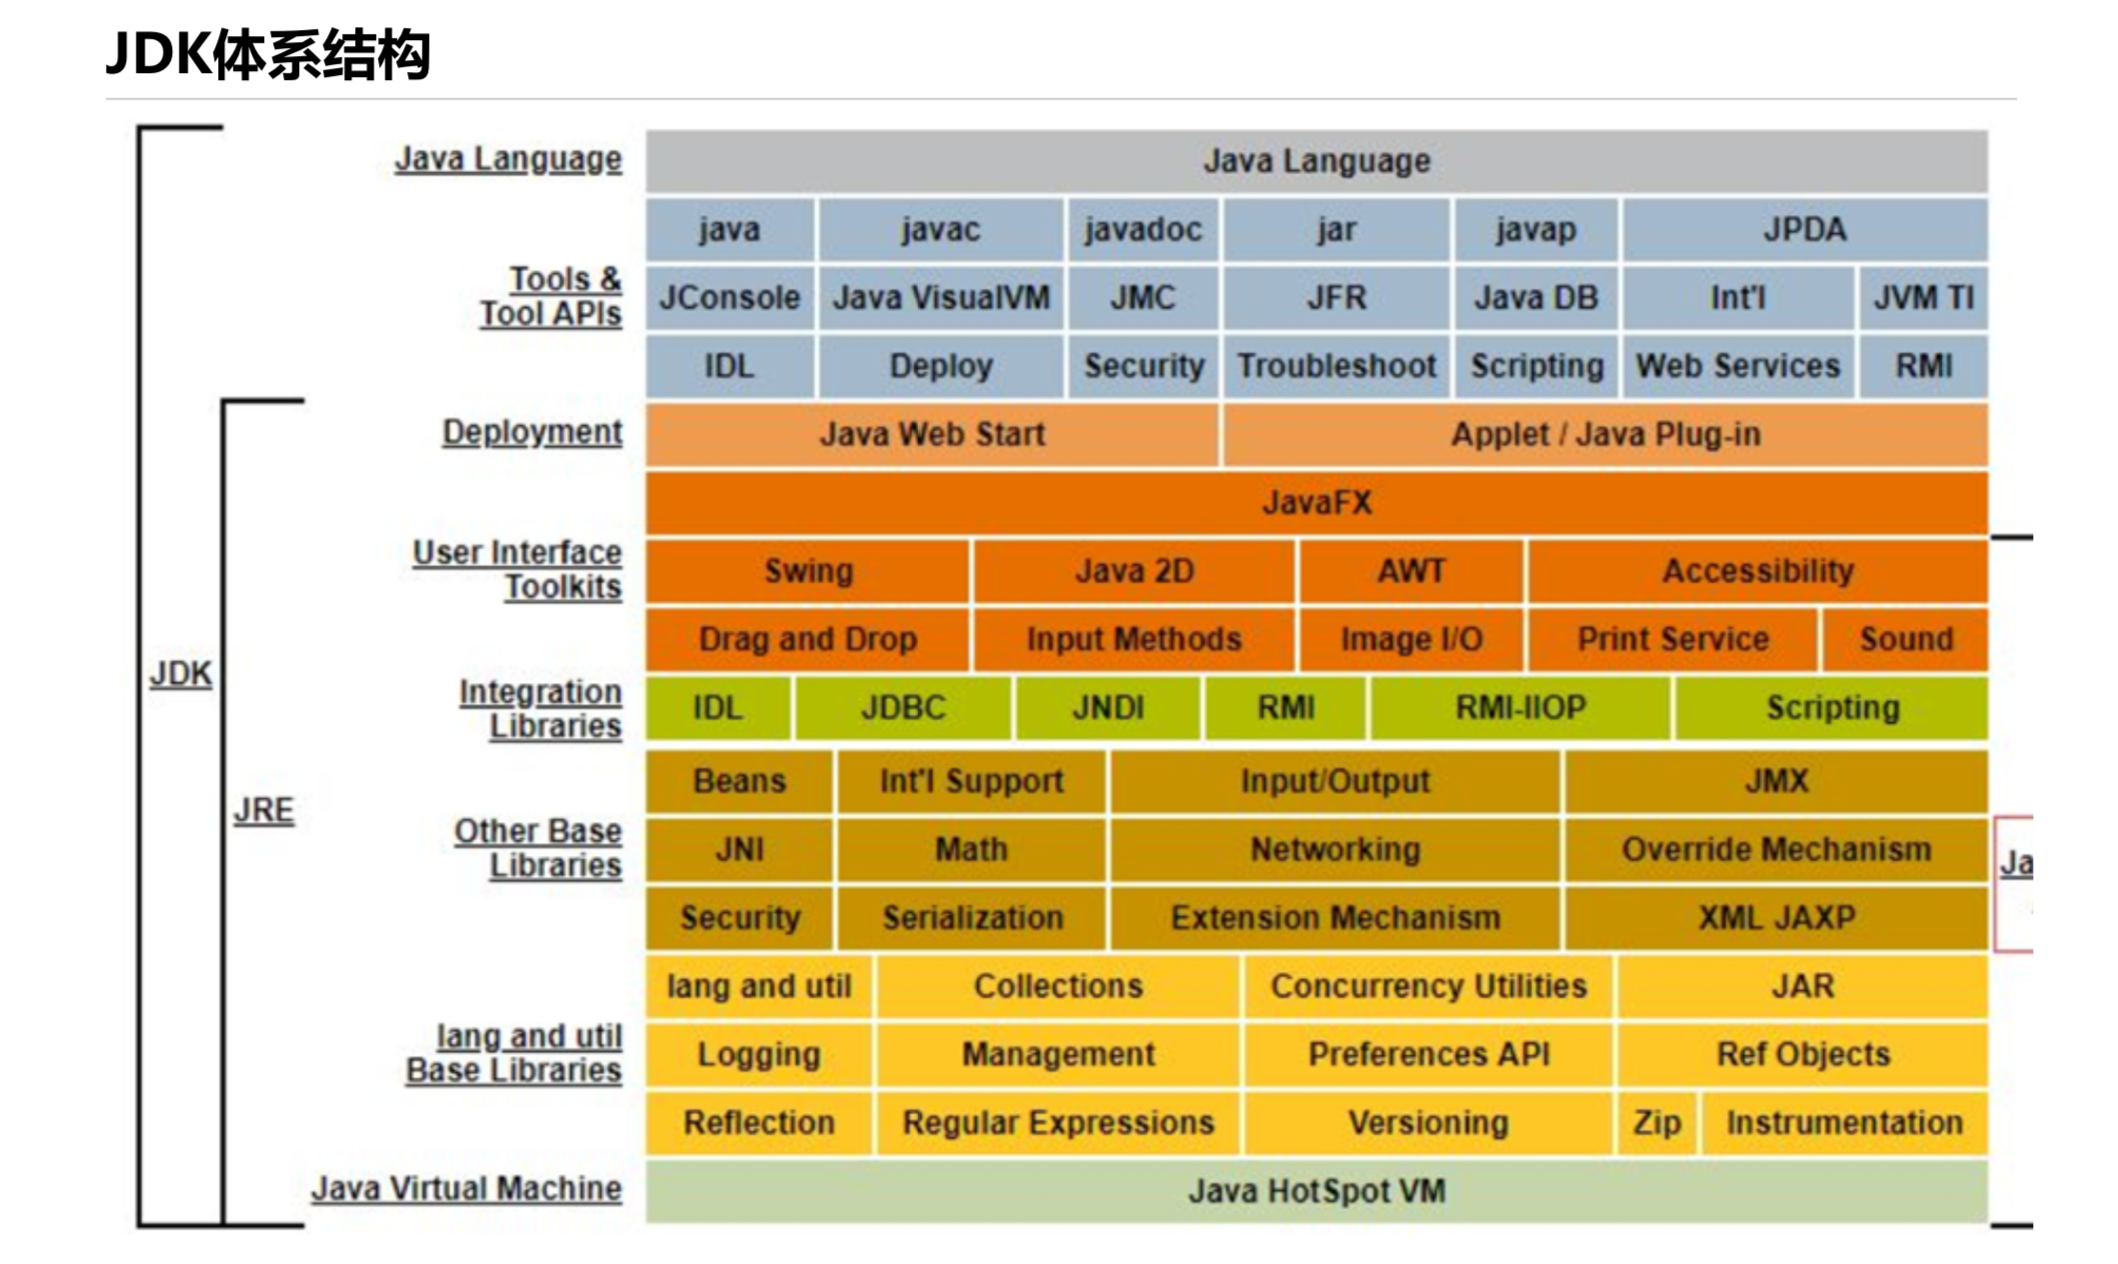 JDK体系结构
Java Language
Java Language
java javac javadoc jar javap JPDA
Tools &
Tool APIs
JConsole Java VisualVM JMC JFR Java DB Int'l JVM TI
IDL Deploy Security Troubleshoot Scripting Web Services RMI
Deployment
Java Web Start Applet / Java Plug-in
JavaFX
User Interface
Toolkits
Swing Java 2D AWT Accessibility
Drag and Drop Input Methods Image I/O Print Service Sound
JDK
Integration
Libraries
IDL JDBC JNDI RMI RMI-IIOP Scripting
JRE
Beans Int'l Support Input/Output JMX
Other Base
Libraries
JNI Math Networking Override Mechanism
Ja
Security Serialization Extension Mechanism XML JAXP
lang and util Collections Concurrency Utilities JAR
lang and util
Base Libraries
Logging Management Preferences API Ref Objects
Reflection Regular Expressions Versioning Zip Instrumentation
Java Virtual Machine
Java HotSpot VM